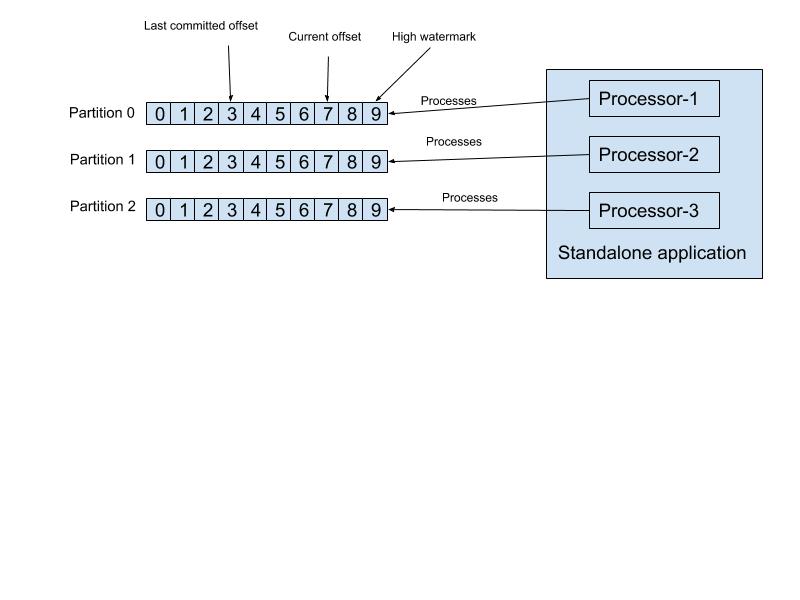 Last committed offset
Current offset
High watermark
Partition 0
0 1 2 3 4 5 6 7 8 9
Processes
Processor-1
Partition 1
0 1 2 3 4 5 6 7 8 9
Processes
Processor-2
Partition 2
0 1 2 3 4 5 6 7 8 9
Processes
Processor-3
Standalone application